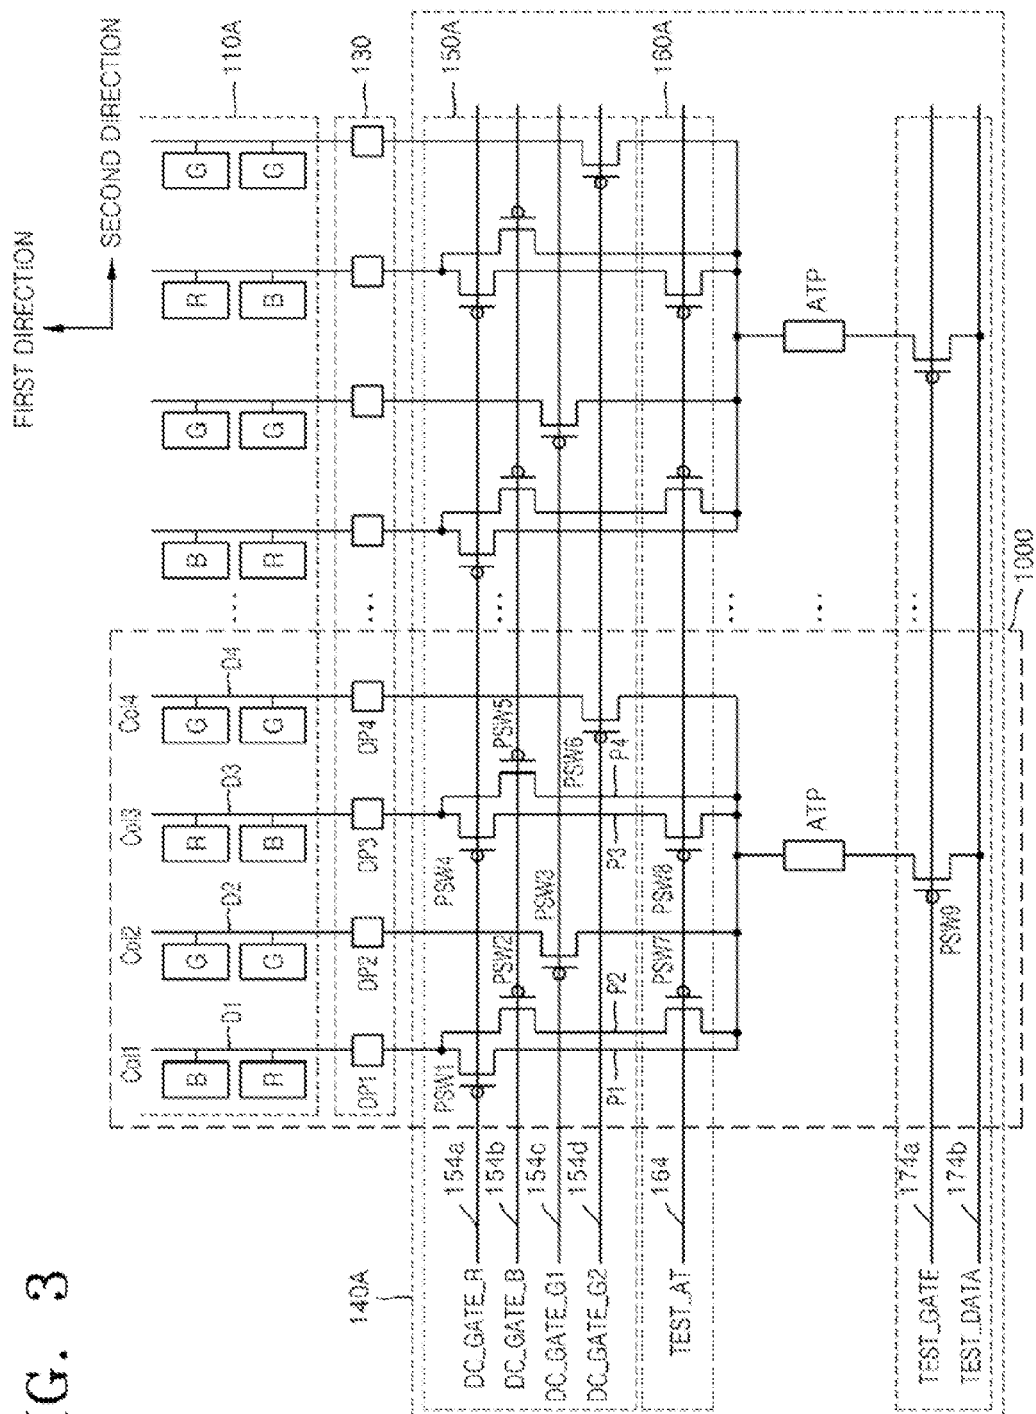 FIG. 3
FIRST DIRECTION
SECOND DIRECTION
Col1 Col2 Col3 Col4
D1 D2 D3 D4
B G R G B G R G
R G B G R G B G
110A
DP1 DP2 DP3 DP4
130
140A
150A
DC_GATE_R 154a
DC_GATE_B 154b
DC_GATE_G1 154c
DC_GATE_G2 154d
PSW1 PSW4
PSW2 PSW5
PSW3
PSW6
P1 P2 P3 P4
160A
TEST_AT 164
PSW7 PSW8
... ... ... ... ... ...
ATP ATP
TEST_GATE 174a
PSW9
TEST_DATA 174b
1000